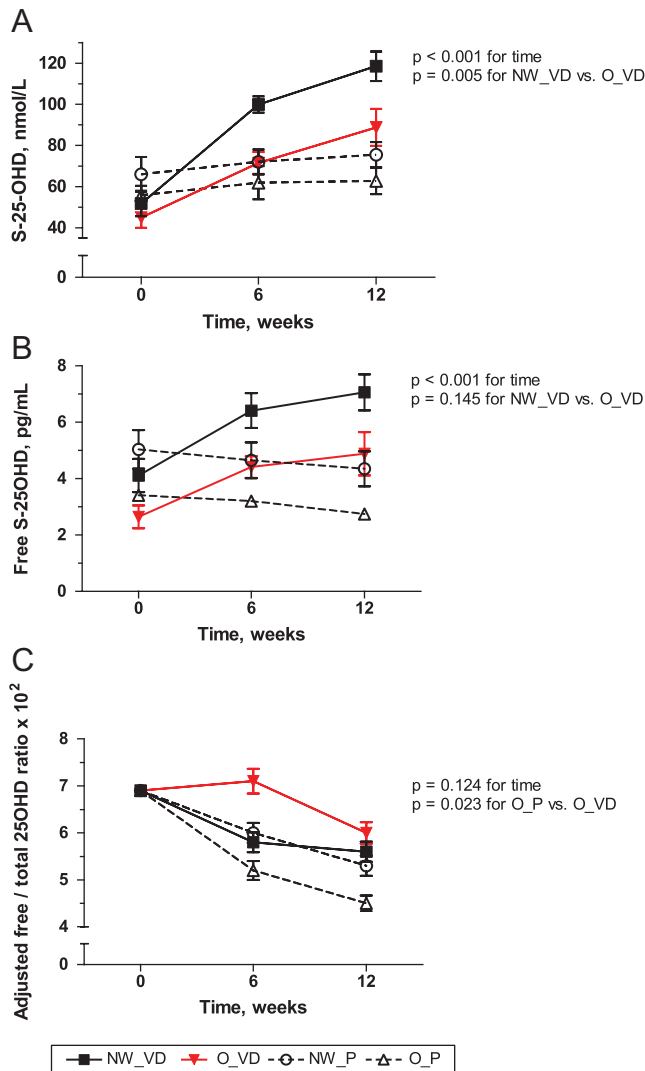 A
S-25-OHD, nmol/L
120
100
80
60
40
0
0 6 12
Time, weeks
p < 0.001 for time
p = 0.005 for NW_VD vs. O_VD
B
Free S-25OHD, pg/mL
8
6
4
2
0
0 6 12
Time, weeks
p < 0.001 for time
p = 0.145 for NW_VD vs. O_VD
C
Adjusted free / total 25OHD ratio x 10²
8
7
6
5
4
0
0 6 12
Time, weeks
p = 0.124 for time
p = 0.023 for O_P vs. O_VD
NW_VD O_VD NW_P O_P